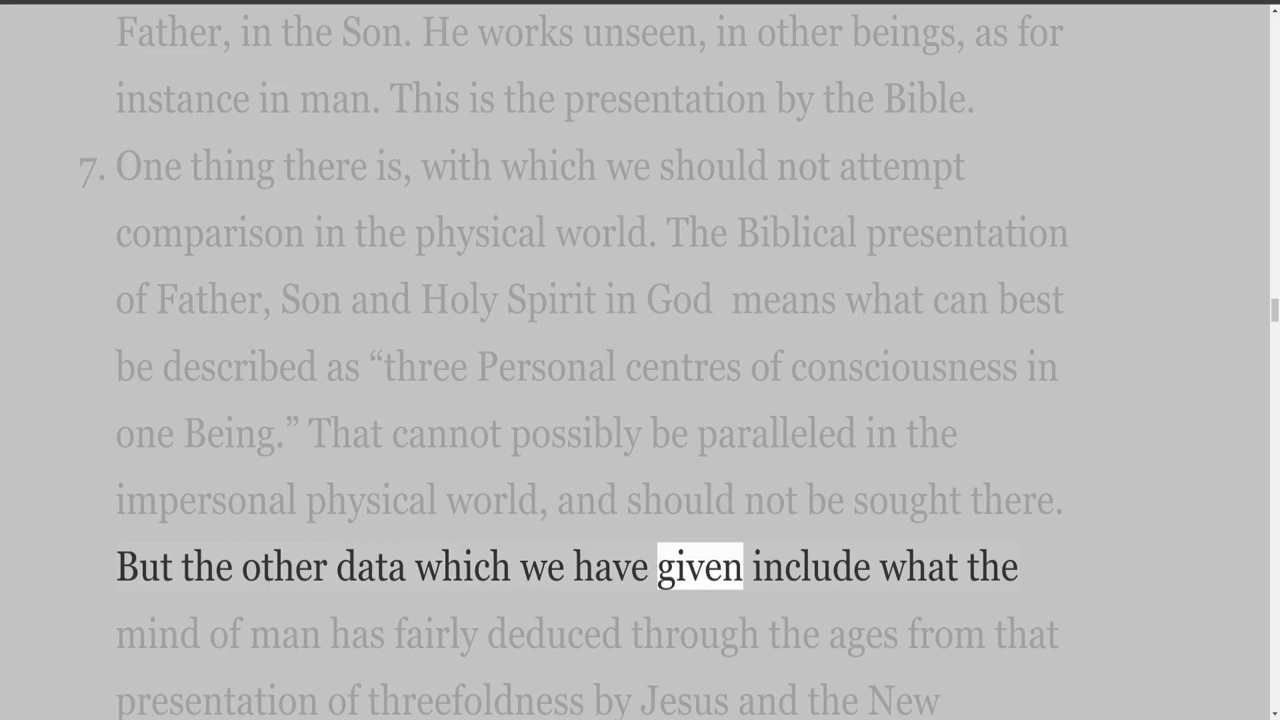 Father, in the Son. He works unseen, in other beings, as for
instance in man. This is the presentation by the Bible.
7. One thing there is, with which we should not attempt
comparison in the physical world. The Biblical presentation
of Father, Son and Holy Spirit in God means what can best
be described as “three Personal centres of consciousness in
one Being.” That cannot possibly be paralleled in the
impersonal physical world, and should not be sought there.
But the other data which we have given include what the
mind of man has fairly deduced through the ages from that
presentation of threefoldness by Jesus and the New